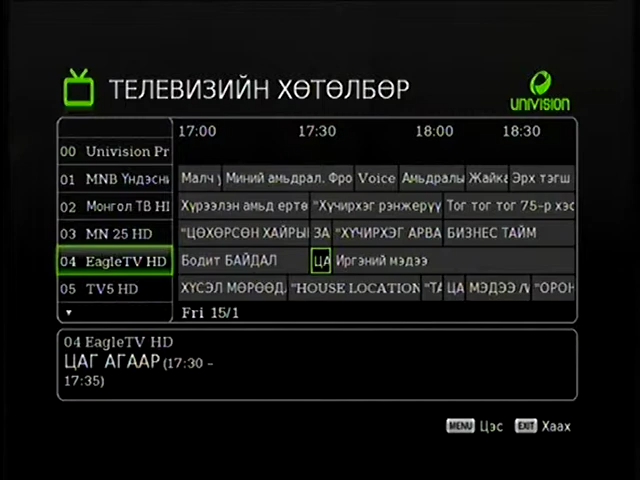 ТЕЛЕВИЗИЙН ХӨТӨЛБӨР
univision
17:00 17:30 18:00 18:30
00 Univision Pr
01 MNB Үндэсни Малч Миний амьдрал. Фро Voice Амьдралы Жайка Эрх тэгш
02 Монгол ТВ HI Хүрээлэн амьд ертө "Хүчирхэг рэнжерүү Тог тог тог 75-р хэс
03 MN 25 HD "ЦӨХӨРСӨН ХАЙРЫ ЗА "ХҮЧИРХЭГ АРВА БИЗНЕС ТАЙМ
04 EagleTV HD Бодит БАЙДАЛ ЦА Иргэний мэдээ
05 TV5 HD ХҮСЭЛ МӨРӨӨД "HOUSE LOCATION "ТА ЦА МЭДЭЭ "ОРОН
Fri 15/1
04 EagleTV HD
ЦАГ АГААР (17:30 –
17:35)
MENU Цэс EXIT Хаах